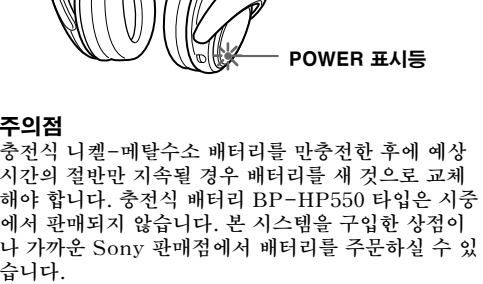 POWER 표시등
주의점
충전식 니켈-메탈수소 배터리를 만충전한 후에 예상
시간의 절반만 지속될 경우 배터리를 새 것으로 교체
해야 합니다. 충전식 배터리 BP-HP550 타입은 시중
에서 판매되지 않습니다. 본 시스템을 구입한 상점이
나 가까운 Sony 판매점에서 배터리를 주문하실 수 있
습니다.